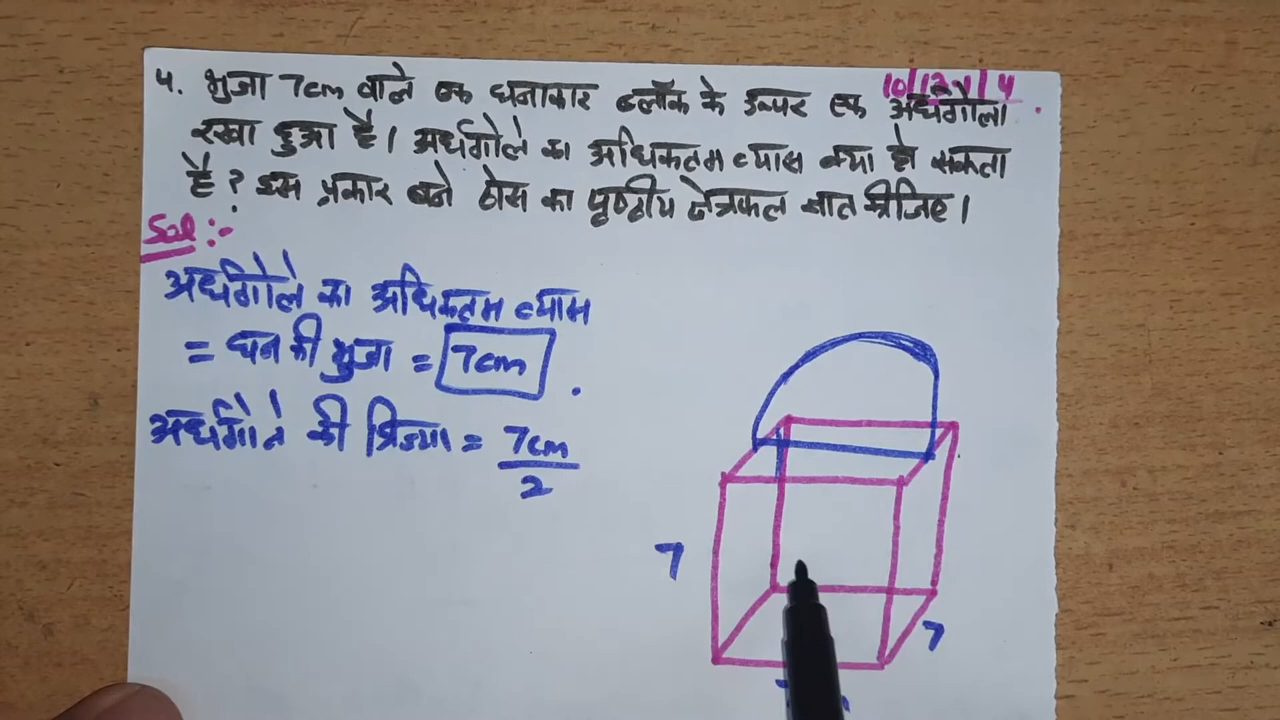 10/12.1/4
4. भुजा 7cm वाले एक घनाकार ब्लॉक के ऊपर एक अर्धगोला
रखा हुआ है। अर्धगोले का अधिकतम व्यास क्या हो सकता
है? इस प्रकार बने ठोस का पृष्ठीय क्षेत्रफल ज्ञात कीजिए।
Sol:-
अर्धगोले का अधिकतम व्यास
= घन की भुजा = 7cm .
अर्धगोले की त्रिज्या = 7cm
2
7
7